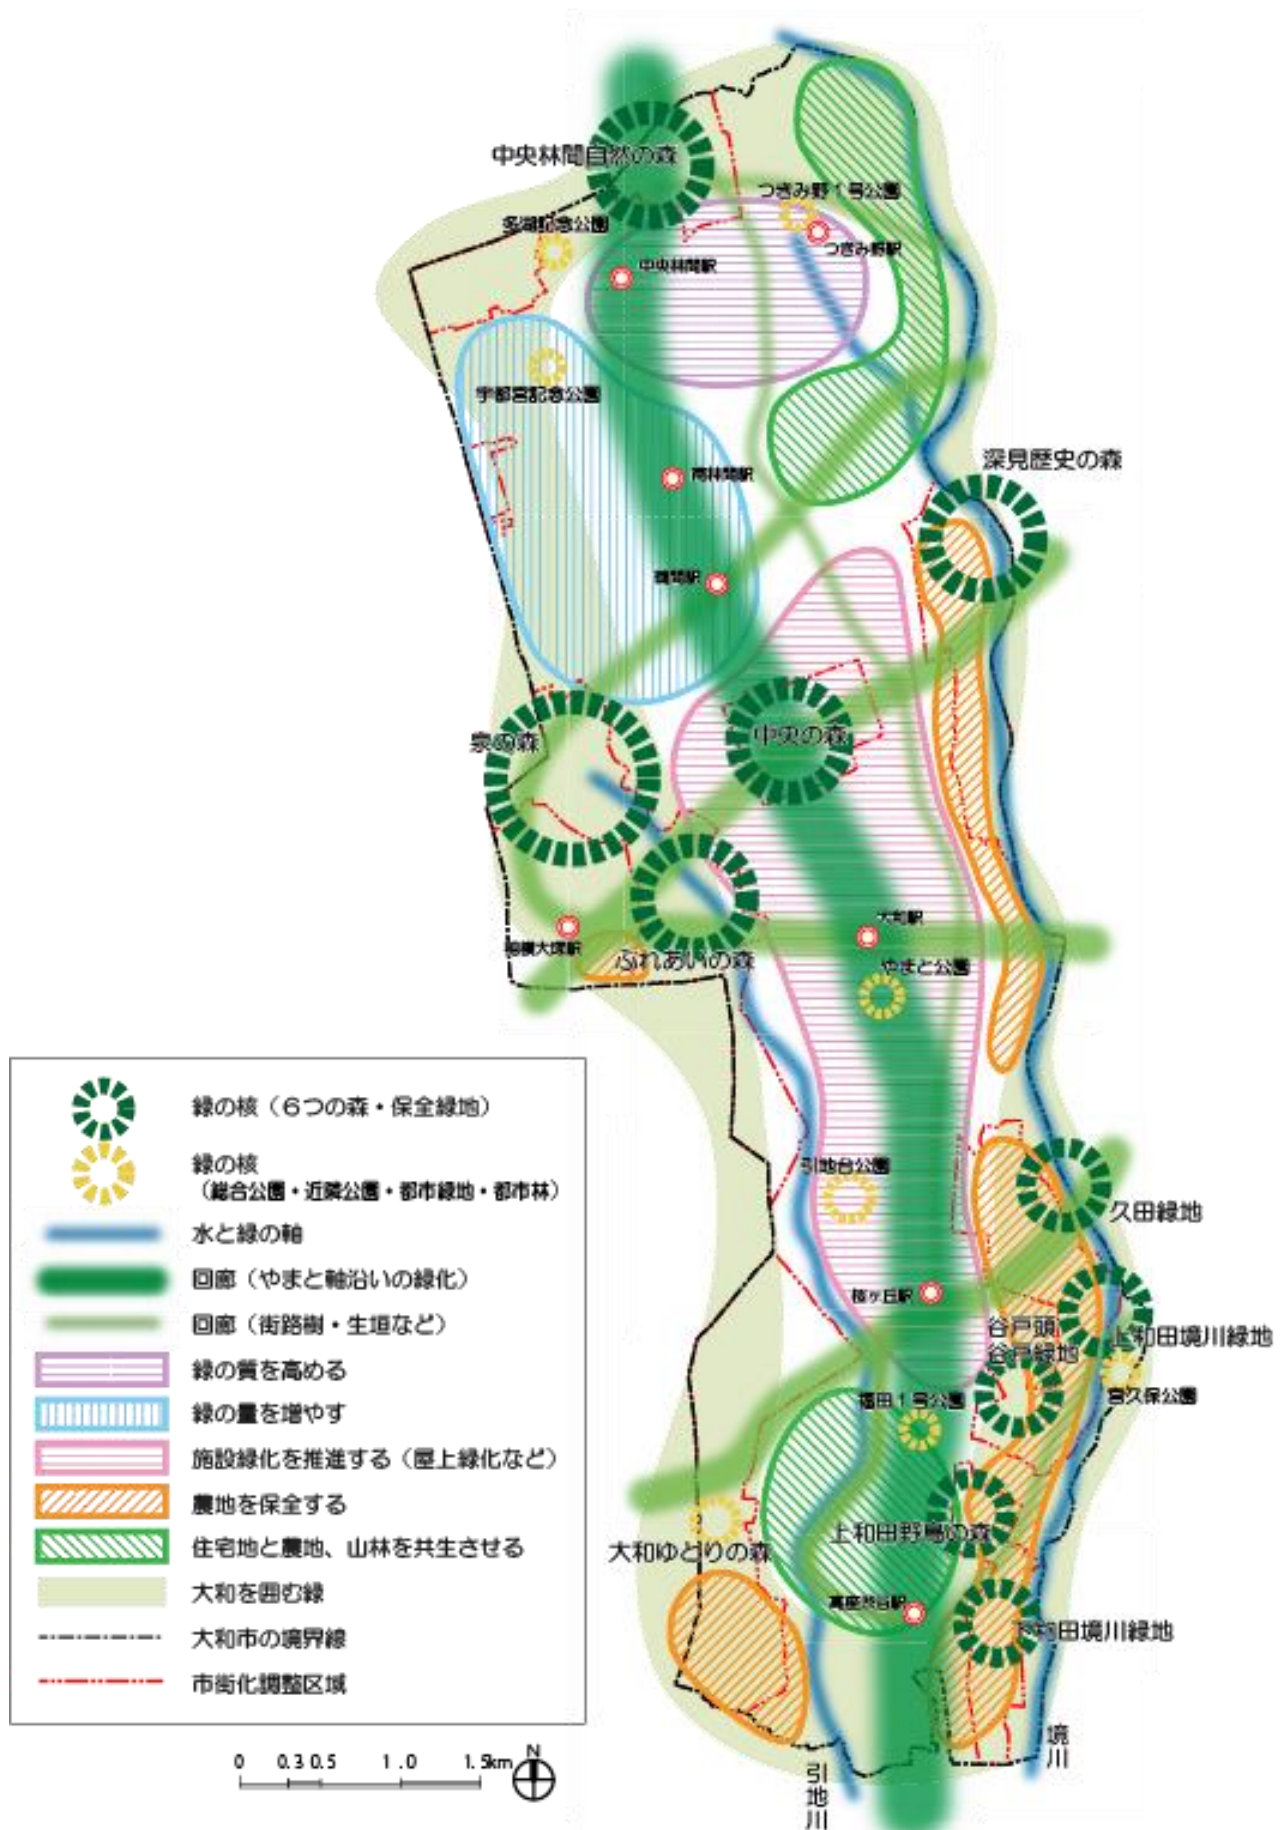 中央林間自然の森
つきみ野１号公園
多胡記念公園
つきみ野駅
中央林間駅
宇都宮記念公園
深見歴史の森
南林間駅
鶴間駅
泉の森
中央の森
大和駅
相模大塚駅
ふれあいの森
やまと公園
引地台公園
久田緑地
桜ヶ丘駅
谷戸頭
谷戸緑地
上和田境川緑地
宮久保公園
福田１号公園
上和田野鳥の森
大和ゆとりの森
高座渋谷駅
下和田境川緑地
境川
引地川
緑の核（６つの森・保全緑地）
緑の核
（総合公園・近隣公園・都市緑地・都市林）
水と緑の軸
回廊（やまと軸沿いの緑化）
回廊（街路樹・生垣など）
緑の質を高める
緑の量を増やす
施設緑化を推進する（屋上緑化など）
農地を保全する
住宅地と農地、山林を共生させる
大和を囲む緑
大和市の境界線
市街化調整区域
0 0.3 0.5 1.0 1.5km
N